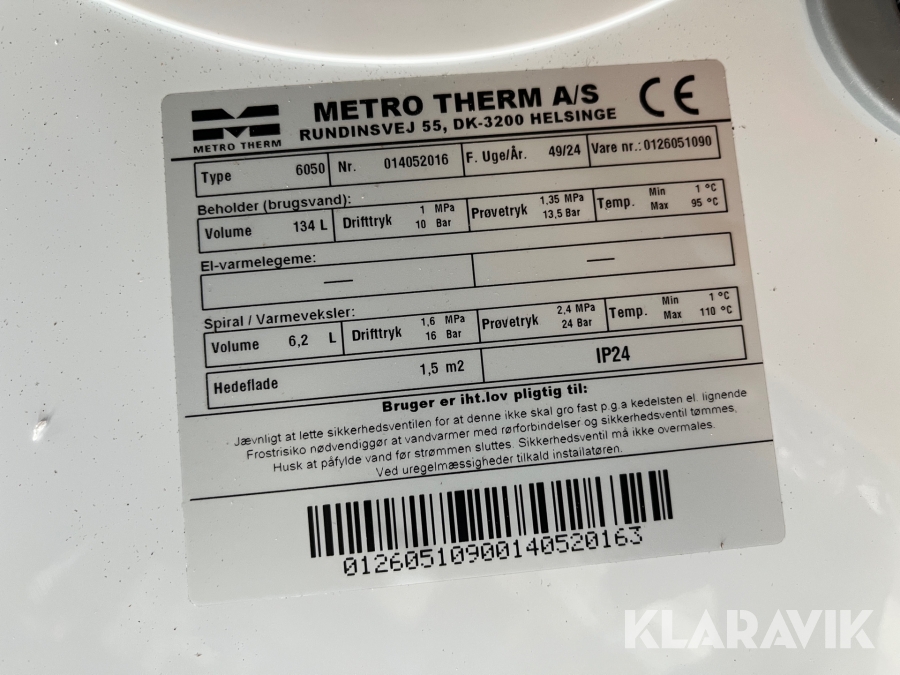 METRO THERM
METRO THERM A/S
RUNDINSVEJ 55, DK-3200 HELSINGE
CE
Type 6050 Nr. 014052016 F. Uge/År. 49/24 Vare nr.: 0126051090
Beholder (brugsvand):
Volume 134 L Drifttryk 1 MPa 10 Bar Prøvetryk 1,35 MPa 13,5 Bar Temp. Min 1 °C Max 95 °C
El-varmelegeme:
— —
Spiral / Varmeveksler:
Volume 6,2 L Drifttryk 1,6 MPa 16 Bar Prøvetryk 2,4 MPa 24 Bar Temp. Min 1 °C Max 110 °C
Hedeflade 1,5 m2 IP24
Bruger er iht.lov pligtig til:
Jævnligt at lette sikkerhedsventilen for at denne ikke skal gro fast p.g.a kedelsten el. lignende
Frostrisiko nødvendiggør at vandvarmer med rørforbindelser og sikkerhedsventil tømmes.
Husk at påfylde vand før strømmen sluttes. Sikkerhedsventil må ikke overmales.
Ved uregelmæssigheder tilkald installatøren.
01260510900140520163
KLARAVIK